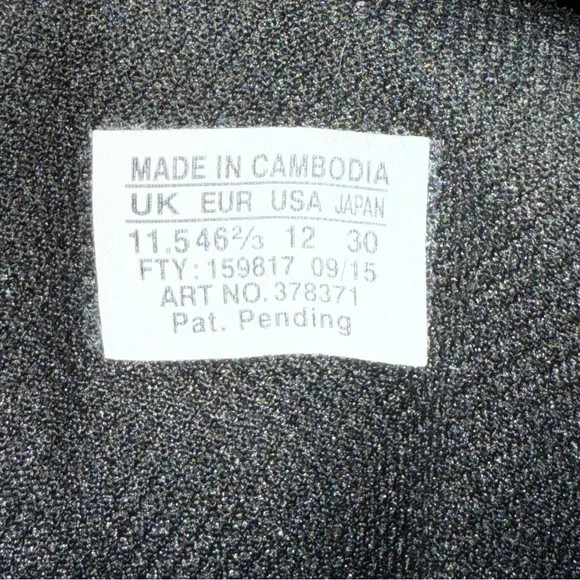 MADE IN CAMBODIA
UK EUR USA JAPAN
11.5 46⅔ 12 30
FTY: 159817 09/15
ART NO. 378371
Pat. Pending